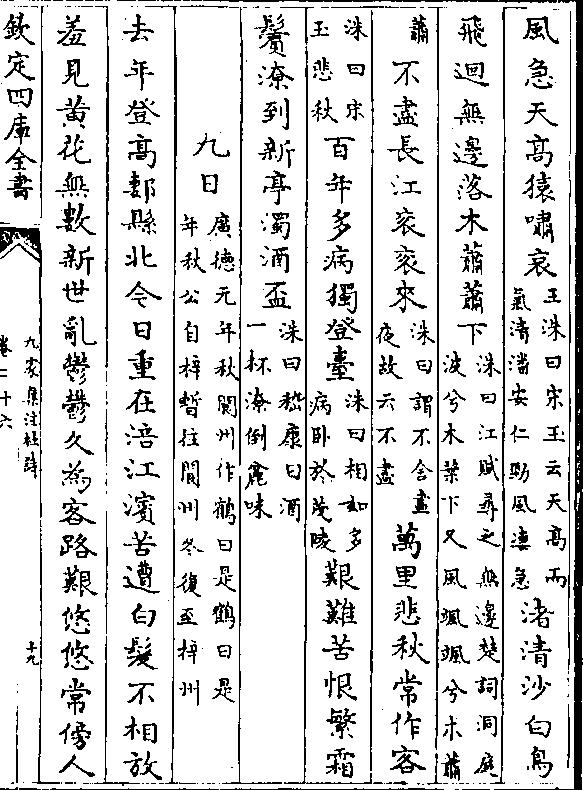 風急天髙猿嘯哀王洙曰宋玉云天髙而氣清潘安仁勁風凄急渚清沙白鳥
飛迴無邊落木蕭蕭下洙曰江賦尋之無邊楚詞洞庭波兮木葉下又風颯颯兮木蕭
蕭不盡長江衮衮來洙曰謂不舍晝夜故云不盡萬里悲秋常作客
洙曰宋玉悲秋百年多病獨登臺洙曰相如多病卧於茂陵艱難苦恨繁霜
鬢潦到新亭濁酒盃洙曰嵇康曰酒一杯潦倒麄味
九日廣德元年秋閬州作鶴曰是鶴曰是年秋公自梓暫往閬州冬復至梓州
去年登髙郪縣北今日重在涪江濱苦遭白髮不相放
羞見黄花無數新世亂鬱鬱久為客路艱悠悠常傍人
欽定四庫全書
九家集注杜詩
卷二十六
十九